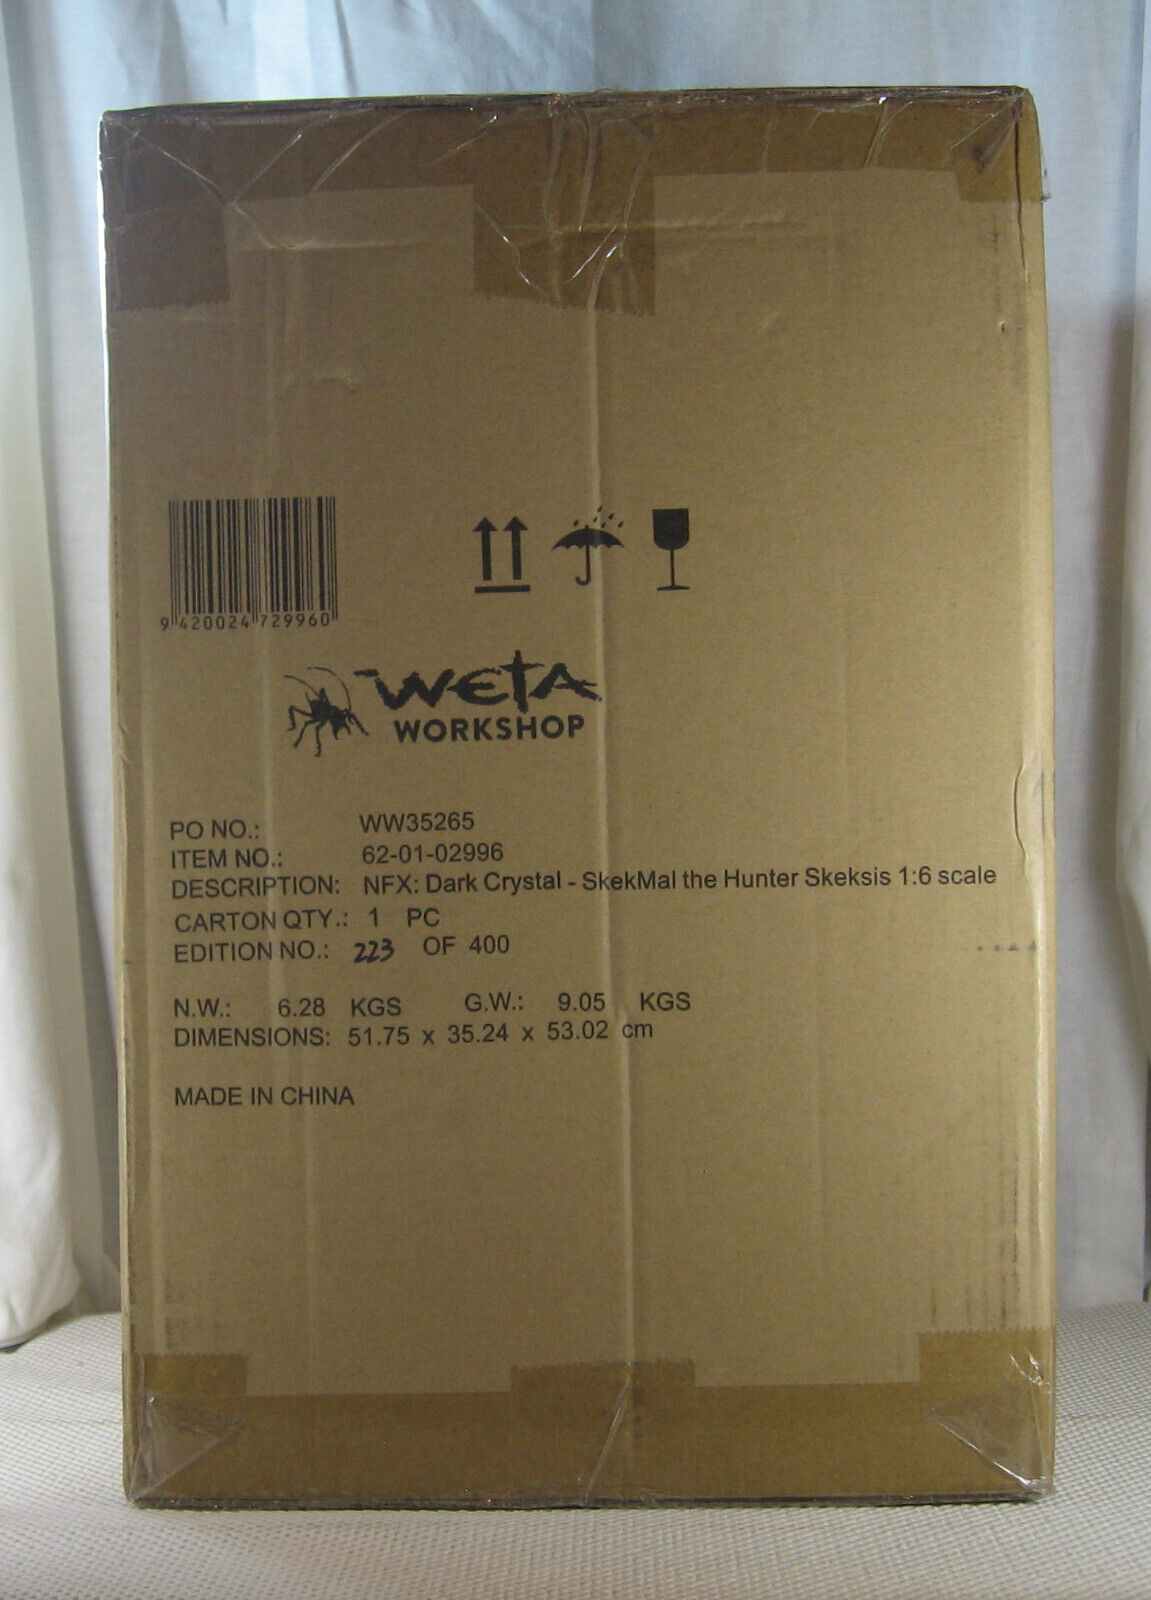 9 420024 729960
WETA
WORKSHOP
PO NO.: WW35265
ITEM NO.: 62-01-02996
DESCRIPTION: NFX: Dark Crystal - SkekMal the Hunter Skeksis 1:6 scale
CARTON QTY.: 1 PC
EDITION NO.: 223 OF 400
N.W.: 6.28 KGS G.W.: 9.05 KGS
DIMENSIONS: 51.75 x 35.24 x 53.02 cm
MADE IN CHINA